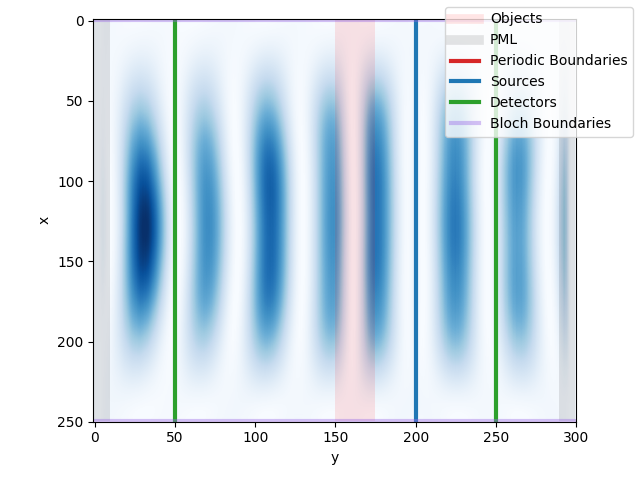 Objects
PML
Periodic Boundaries
Sources
Detectors
Bloch Boundaries
0
50
100
150
200
250
x
0
50
100
150
200
250
300
y